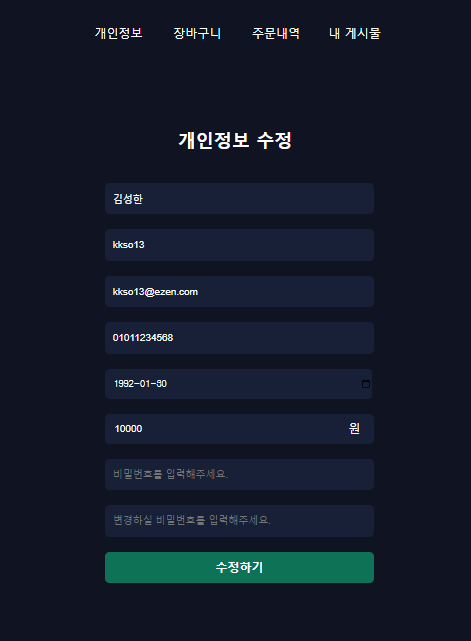 개인정보 장바구니 주문내역 내 게시물
개인정보 수정
김성한
kkso13
kkso13@ezen.com
01011234568
1992-01-30
10000 원
비밀번호를 입력해주세요.
변경하실 비밀번호를 입력해주세요.
수정하기